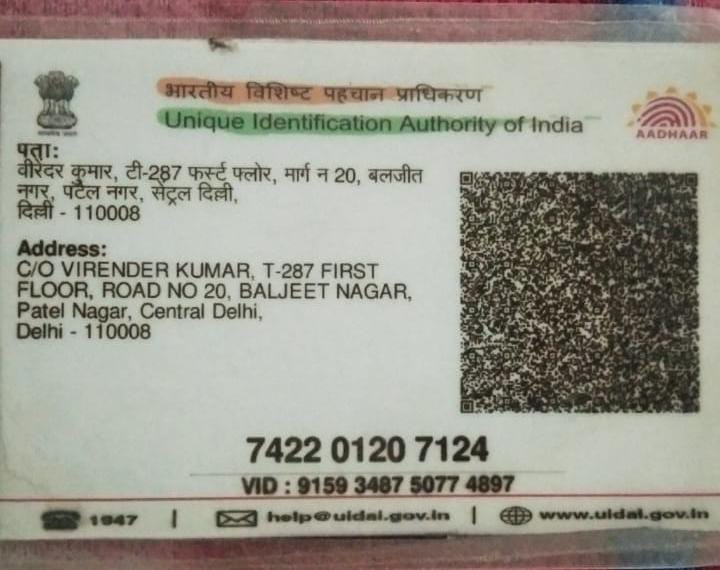 भारतीय विशिष्ट पहचान प्राधिकरण
Unique Identification Authority of India
AADHAAR
पता:
वीरेंदर कुमार, टी-287 फर्स्ट फ्लोर, मार्ग न 20, बलजीत
नगर, पटेल नगर, सेंट्रल दिल्ली,
दिल्ली - 110008
Address:
C/O VIRENDER KUMAR, T-287 FIRST
FLOOR, ROAD NO 20, BALJEET NAGAR,
Patel Nagar, Central Delhi,
Delhi - 110008
7422 0120 7124
VID : 9159 3487 5077 4897
1947 | help@uidai.gov.in | www.uidai.gov.in